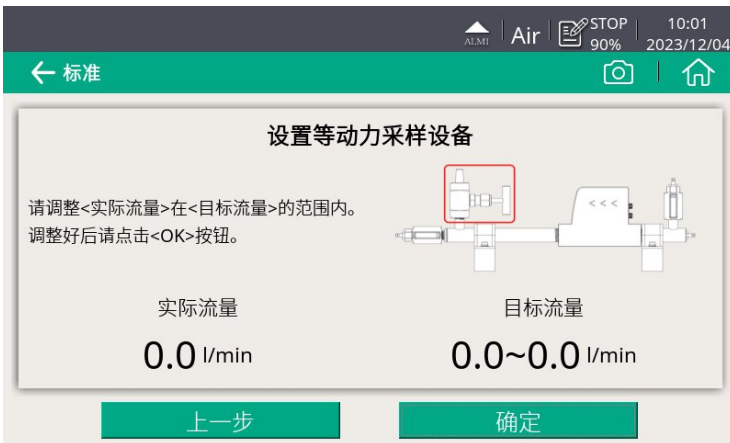 ALM1
Air
STOP
90%
10:01
2023/12/04
标准
设置等动力采样设备
请调整<实际流量>在<目标流量>的范围内。
调整好后请点击<OK>按钮。
< < <
实际流量
目标流量
0.0 l/min
0.0~0.0 l/min
上一步
确定